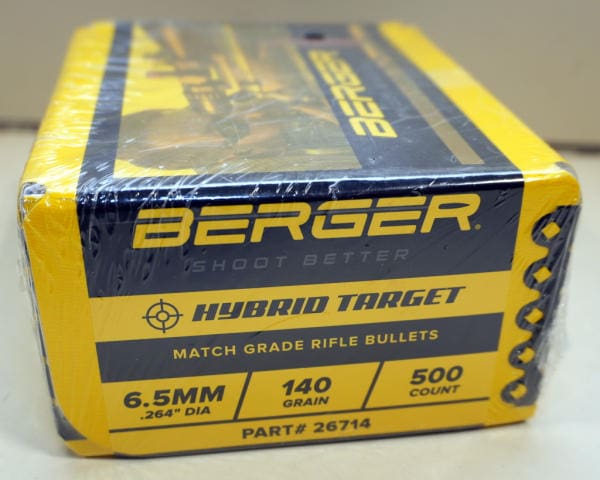 BERGER
BERGER®
SHOOT BETTER
HYBRID TARGET
MATCH GRADE RIFLE BULLETS
6.5MM
.264" DIA
140
GRAIN
500
COUNT
PART# 26714